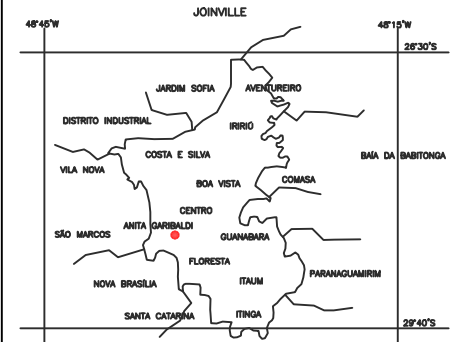 JOINVILLE
48°45'W
48°15'W
26°30'S
JARDIM SOFIA
AVENTUREIRO
DISTRITO INDUSTRIAL
IRIRIÚ
COSTA E SILVA
BAÍA DA BABITONGA
VILA NOVA
BOA VISTA
COMASA
CENTRO
ANITA GARIBALDI
SÃO MARCOS
GUANABARA
FLORESTA
PARANAGUAMIRIM
NOVA BRASÍLIA
ITAUM
SANTA CATARINA
ITINGA
29°40'S